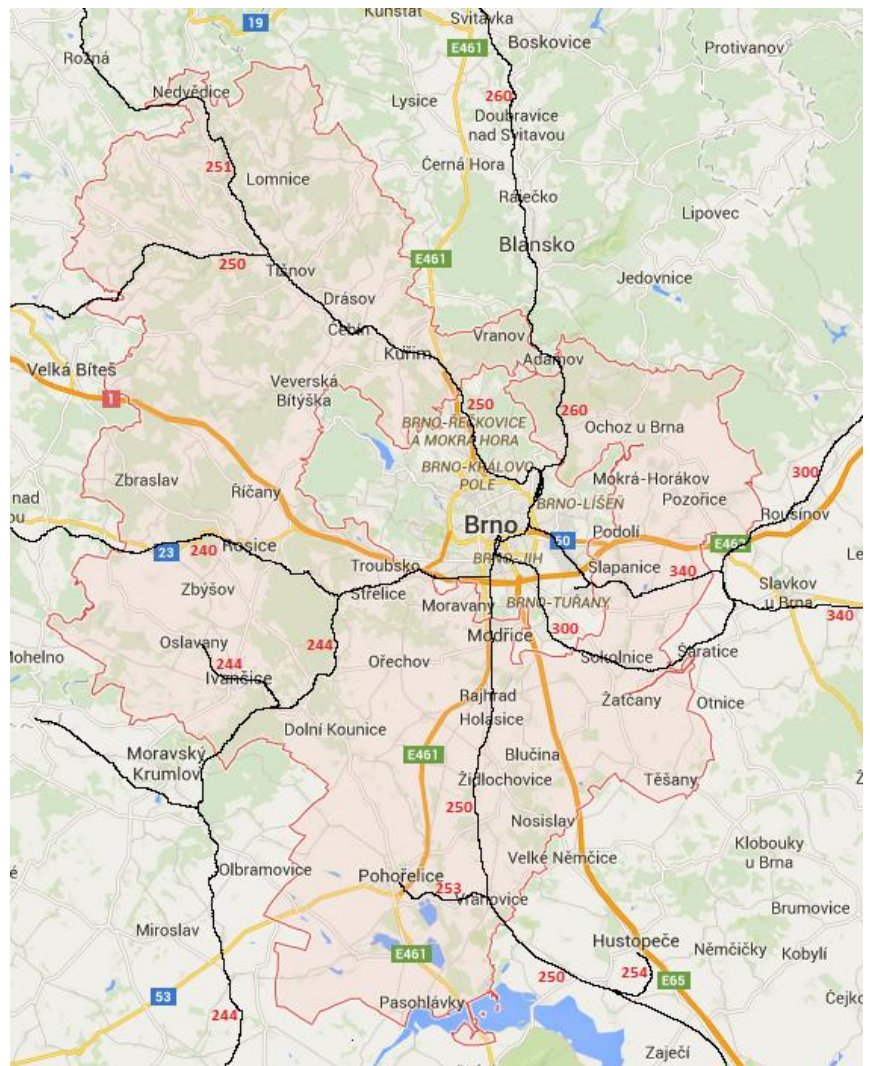 Kunštát
19
Svitávka
E461
Boskovice
Protivanov
Rožná
Nedvědice
Lysice
260
Doubravice
nad Svitavou
251
Lomnice
Černá Hora
Ráječko
Lipovec
Blansko
E461
250
Tišnov
Jedovnice
Drásov
Čebín
Vranov
Kuřim
Adamov
Velká Bíteš
Veverská
Bítýška
1
250
260
BRNO-ŘEČKOVICE
A MOKRÁ HORA
Ochoz u Brna
BRNO-KRÁLOVO
POLE
Zbraslav
Říčany
Mokrá-Horákov
Pozořice
300
nad
ou
BRNO-LÍŠEŇ
Rousínov
Brno
Podolí
23
240
Rosice
50
E462
Le
BRNO-JIH
Troubsko
Slapanice
340
Zbýšov
Střelice
Moravany
BRNO-TUŘANY
Slavkov
u Brna
340
Modřice
300
Oslavany
244
244
Mohelno
Ivančice
Ořechov
Sokolnice
Šaratice
Rajhrad
Holasice
Žatčany
Otnice
Dolní Kounice
Moravský
Krumlov
E461
Blučina
Židlochovice
Těšany
Ž
250
Nosislav
Klobouky
u Brna
Olbramovice
Pohořelice
253
Velké Němčice
é
Vranovice
Brumovice
Miroslav
Hustopeče
Němčičky
Kobylí
E461
250
254
E65
53
244
Pasohlávky
Čejko
Zaječí